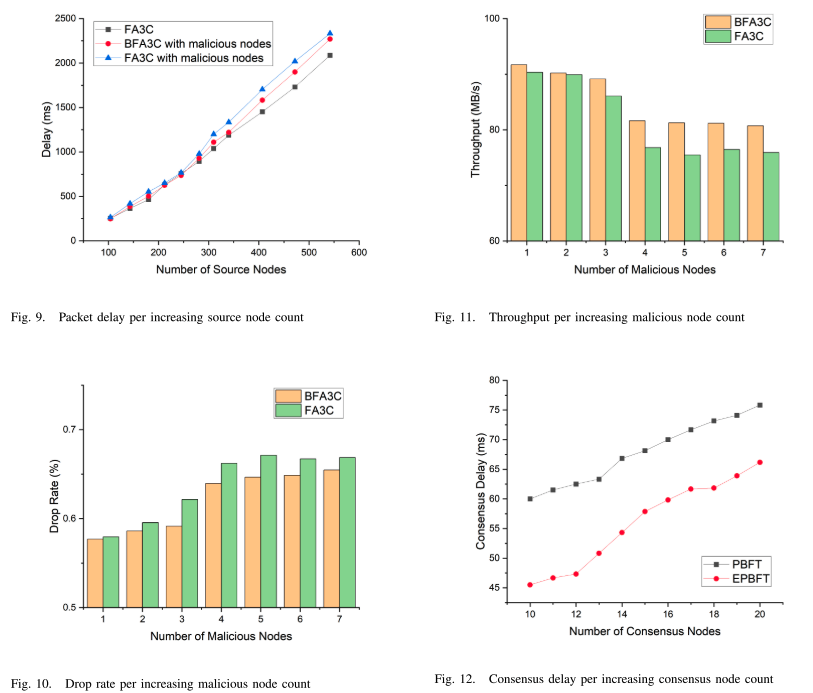 2500
2000
1500
1000
500
0
Delay (ms)
FA3C
BFA3C with malicious nodes
FA3C with malicious nodes
100 200 300 400 500 600
Number of Source Nodes
Fig. 9. Packet delay per increasing source node count
100
80
60
Throughput (MB/s)
BFA3C
FA3C
1 2 3 4 5 6 7
Number of Malicious Nodes
Fig. 11. Throughput per increasing malicious node count
0.7
0.6
0.5
Drop Rate (%)
BFA3C
FA3C
1 2 3 4 5 6 7
Number of Malicious Nodes
Fig. 10. Drop rate per increasing malicious node count
80
75
70
65
60
55
50
45
Consensus Delay (ms)
PBFT
EPBFT
10 12 14 16 18 20
Number of Consensus Nodes
Fig. 12. Consensus delay per increasing consensus node count